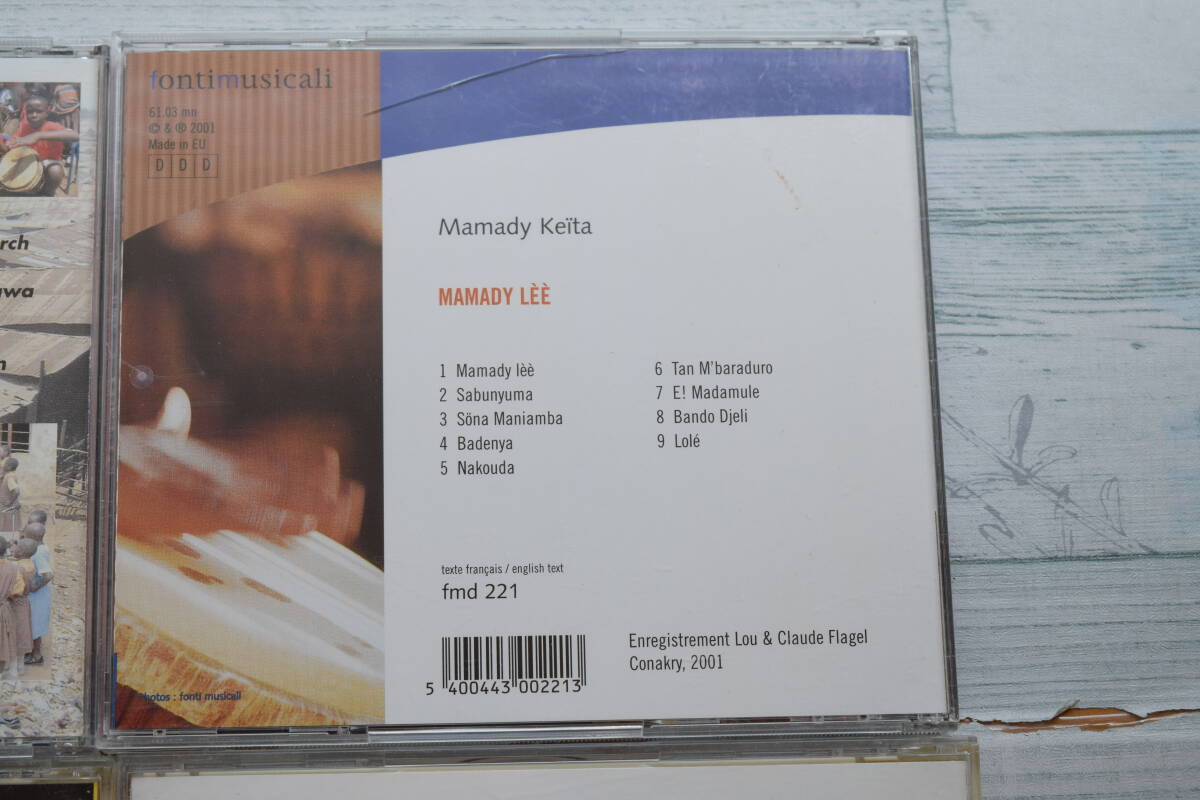 fontimusicali
61.03 mn
© & ℗ 2001
Made in EU
D D D
Mamady Keïta
MAMADY LÈÈ
1 Mamady lèè
2 Sabunyuma
3 Söna Maniamba
4 Badenya
5 Nakouda
6 Tan M'baraduro
7 E! Madamule
8 Bando Djeli
9 Lolé
texte français / english text
fmd 221
5 400443 002213
Enregistrement Lou & Claude Flagel
Conakry, 2001
Photos : fonti musicali